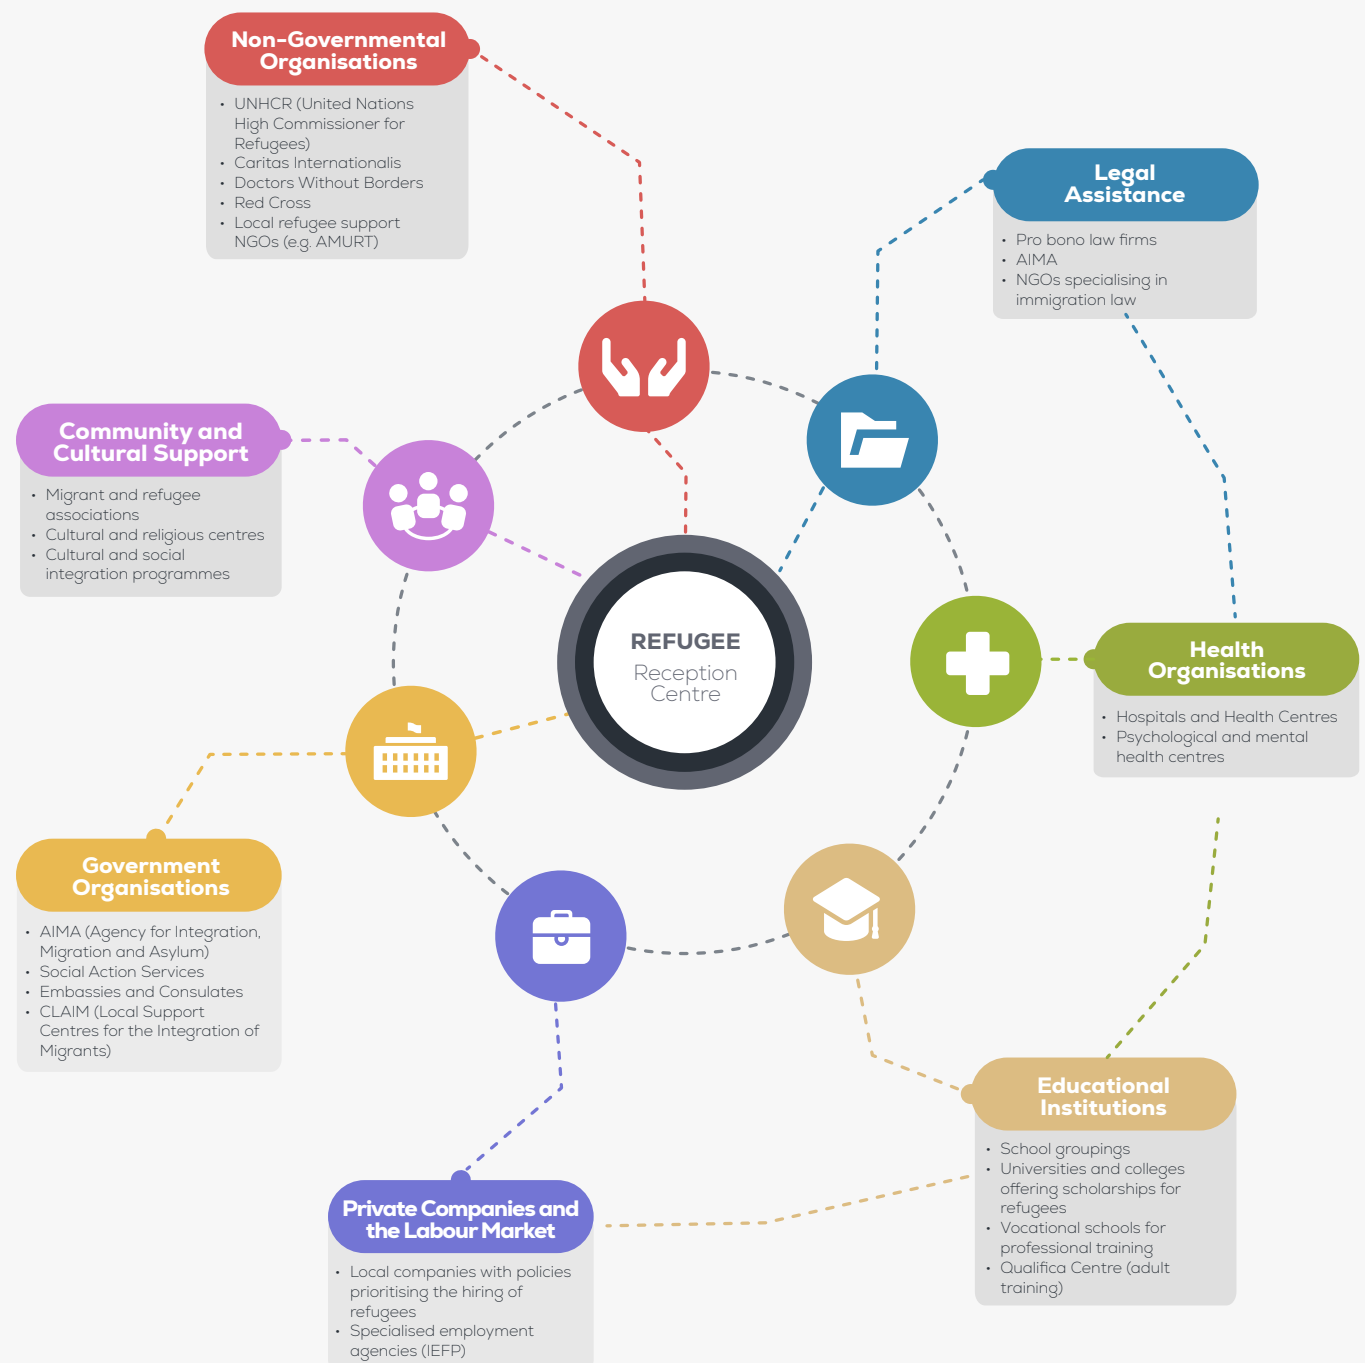 Non-Governmental
Organisations
• UNHCR (United Nations
High Commissioner for
Refugees)
• Caritas Internationalis
• Doctors Without Borders
• Red Cross
• Local refugee support
NGOs (e.g. AMURT)
Legal
Assistance
• Pro bono law firms
• AIMA
• NGOs specialising in
immigration law
Community and
Cultural Support
• Migrant and refugee
associations
• Cultural and religious centres
• Cultural and social
integration programmes
REFUGEE
Reception
Centre
Health
Organisations
• Hospitals and Health Centres
• Psychological and mental
health centres
Government
Organisations
• AIMA (Agency for Integration,
Migration and Asylum)
• Social Action Services
• Embassies and Consulates
• CLAIM (Local Support
Centres for the Integration of
Migrants)
Educational
Institutions
• School groupings
• Universities and colleges
offering scholarships for
refugees
• Vocational schools for
professional training
• Qualifica Centre (adult
training)
Private Companies and
the Labour Market
• Local companies with policies
prioritising the hiring of
refugees
• Specialised employment
agencies (IEFP)